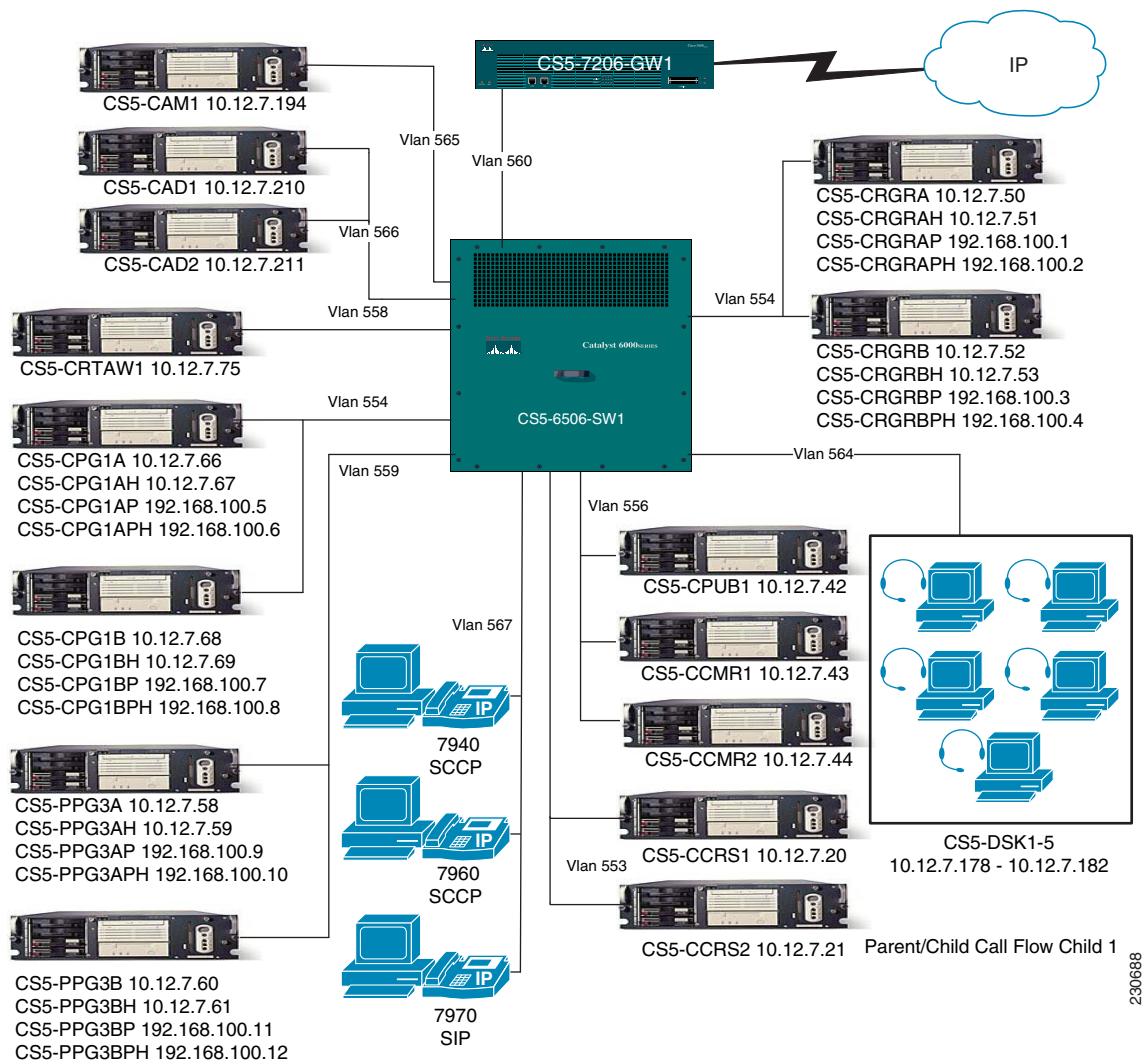 CS5-7206-GW1
IP
CS5-CAM1 10.12.7.194
Vlan 565
Vlan 560
CS5-CAD1 10.12.7.210
CS5-CRGRA 10.12.7.50
CS5-CRGRAH 10.12.7.51
CS5-CRGRAP 192.168.100.1
CS5-CRGRAPH 192.168.100.2
Vlan 566
CS5-CAD2 10.12.7.211
Vlan 558
Vlan 554
CS5-CRTAW1 10.12.7.75
Catalyst 6000 SERIES
CS5-6506-SW1
CS5-CRGRB 10.12.7.52
CS5-CRGRBH 10.12.7.53
CS5-CRGRBP 192.168.100.3
CS5-CRGRBPH 192.168.100.4
Vlan 554
CS5-CPG1A 10.12.7.66
CS5-CPG1AH 10.12.7.67
CS5-CPG1AP 192.168.100.5
CS5-CPG1APH 192.168.100.6
Vlan 559
Vlan 564
Vlan 556
CS5-CPUB1 10.12.7.42
CS5-CPG1B 10.12.7.68
CS5-CPG1BH 10.12.7.69
CS5-CPG1BP 192.168.100.7
CS5-CPG1BPH 192.168.100.8
Vlan 567
CS5-CCMR1 10.12.7.43
IP
7940
SCCP
CS5-CCMR2 10.12.7.44
CS5-PPG3A 10.12.7.58
CS5-PPG3AH 10.12.7.59
CS5-PPG3AP 192.168.100.9
CS5-PPG3APH 192.168.100.10
IP
7960
SCCP
CS5-CCRS1 10.12.7.20
CS5-DSK1-5
10.12.7.178 - 10.12.7.182
Vlan 553
CS5-CCRS2 10.12.7.21
Parent/Child Call Flow Child 1
CS5-PPG3B 10.12.7.60
CS5-PPG3BH 10.12.7.61
CS5-PPG3BP 192.168.100.11
CS5-PPG3BPH 192.168.100.12
IP
7970
SIP
230688